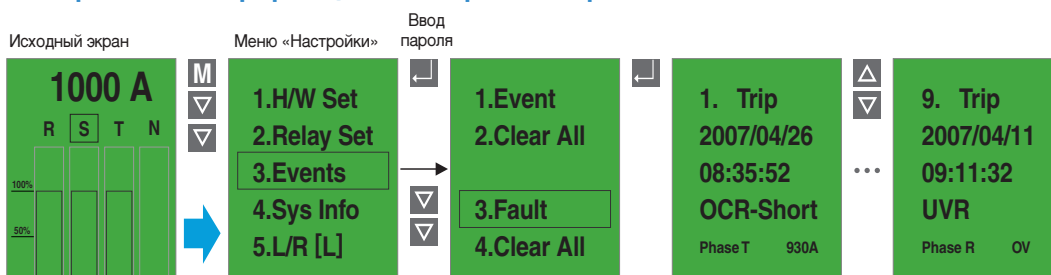 Ввод
Исходный экран
Меню «Настройки»
пароля
1000 A
R S T N
100%
50%
M
1.H/W Set
2.Relay Set
3.Events
4.Sys Info
5.L/R [L]
1.Event
2.Clear All
3.Fault
4.Clear All
1. Trip
2007/04/26
08:35:52
OCR-Short
Phase T 930A
...
9. Trip
2007/04/11
09:11:32
UVR
Phase R OV